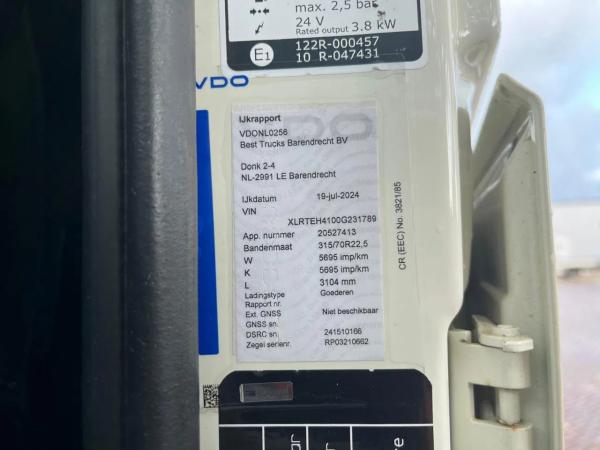 max. 2,5 bar
24 V
Rated output 3.8 kW
E1
122R-000457
10 R-047431
VDO
IJkrapport
VDONL0256
Best Trucks Barendrecht BV
Donk 2-4
NL-2991 LE Barendrecht
IJkdatum 19-jul-2024
VIN
XLRTEH4100G231789
App. nummer 20527413
Bandenmaat 315/70R22,5
W 5695 imp/km
K 5695 imp/km
L 3104 mm
Ladingstype Goederen
Rapport nr.
Ext. GNSS Niet beschikbaar
GNSS sn.
DSRC sn. 241510166
Zegel serienr. RP03210662
CR (EEC) No. 3821/85